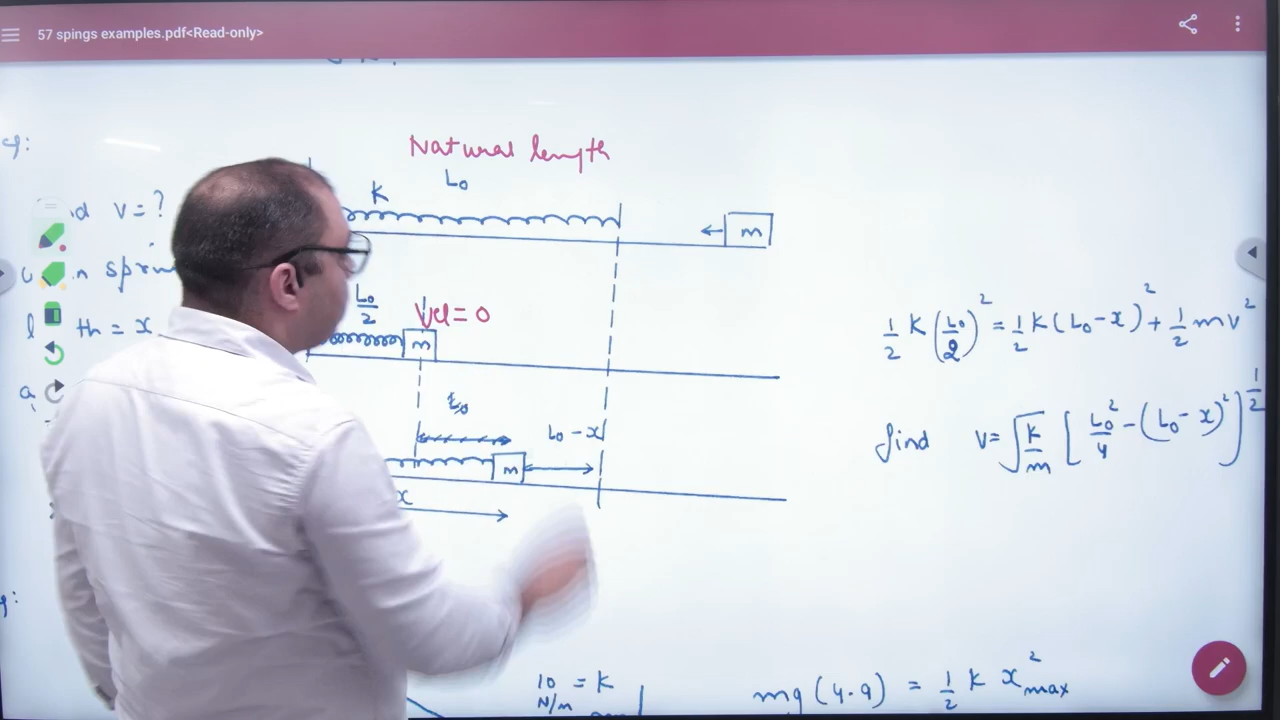 57 spings examples.pdf<Read-only>
Natural length
L₀
K
d v=?
m
n sprin
L₀/2
Vel=0
m
th = x
1/2 K (L₀/2)² = 1/2 K (L₀-x)² + 1/2 mv²
L₀-x
m
find v= √(K/m) [ L₀²/4 - (L₀-x)² ]^1/2
x
10 = K
N/m
mg (4.9) = 1/2 K x²max